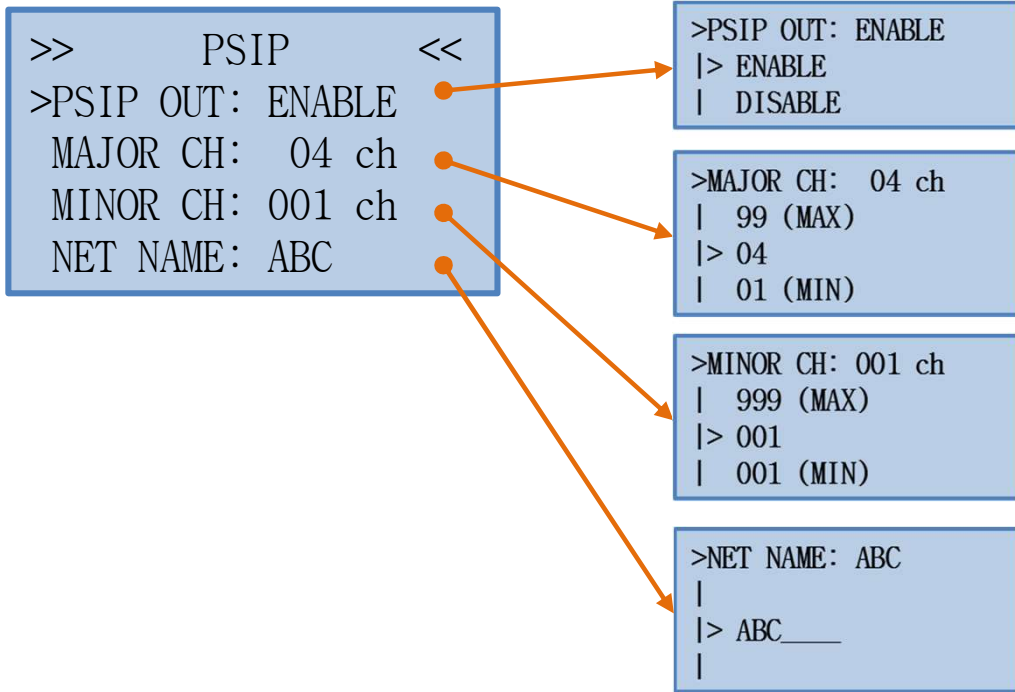 >> PSIP <<
>PSIP OUT: ENABLE
MAJOR CH: 04 ch
MINOR CH: 001 ch
NET NAME: ABC
>PSIP OUT: ENABLE
|> ENABLE
| DISABLE
>MAJOR CH: 04 ch
| 99 (MAX)
|> 04
| 01 (MIN)
>MINOR CH: 001 ch
| 999 (MAX)
|> 001
| 001 (MIN)
>NET NAME: ABC
|
|> ABC____
|